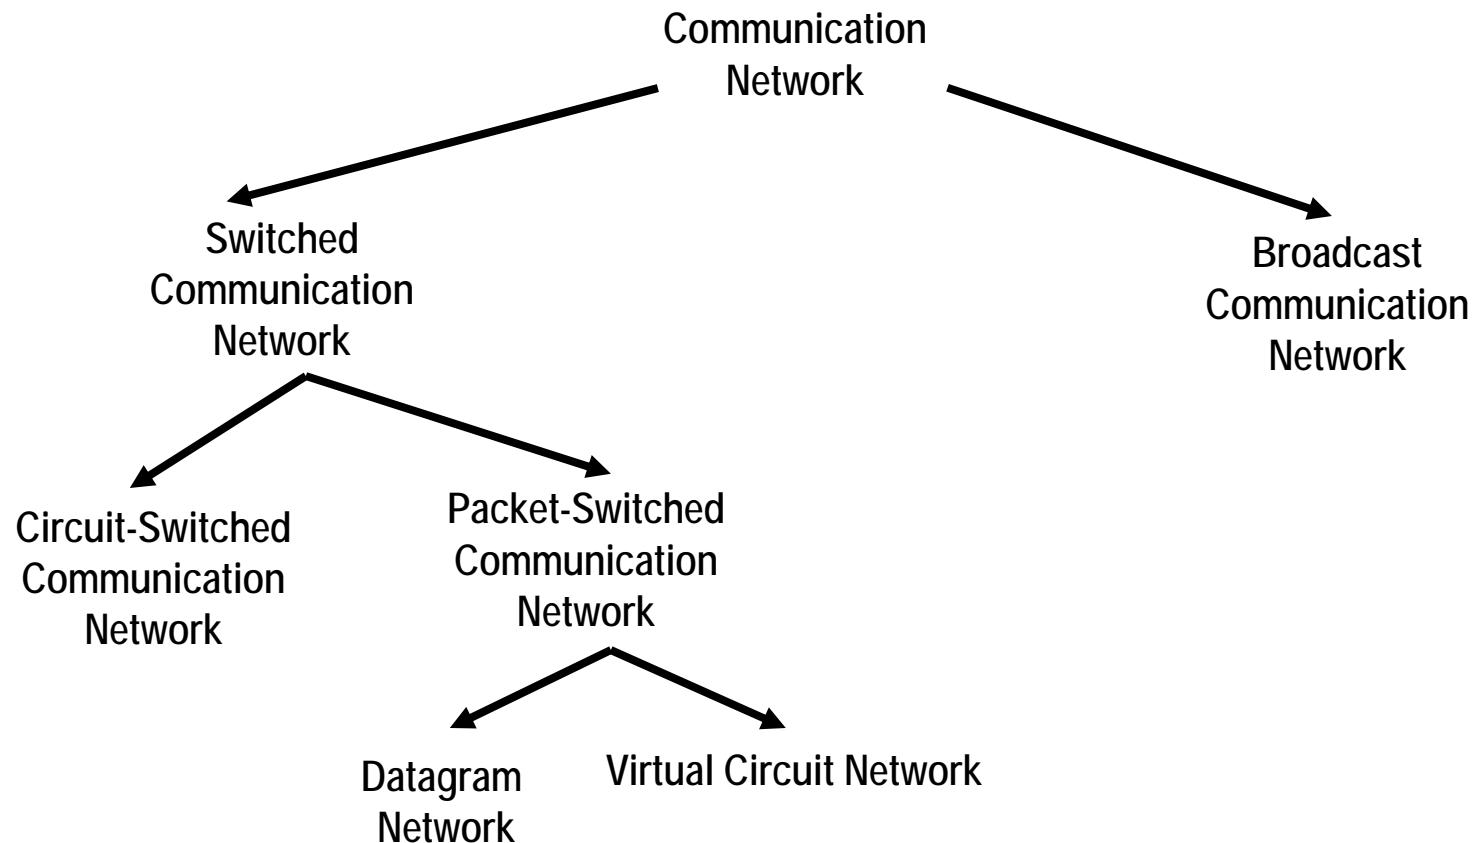 Communication
Network
Switched
Communication
Network
Broadcast
Communication
Network
Circuit-Switched
Communication
Network
Packet-Switched
Communication
Network
Datagram
Network
Virtual Circuit Network